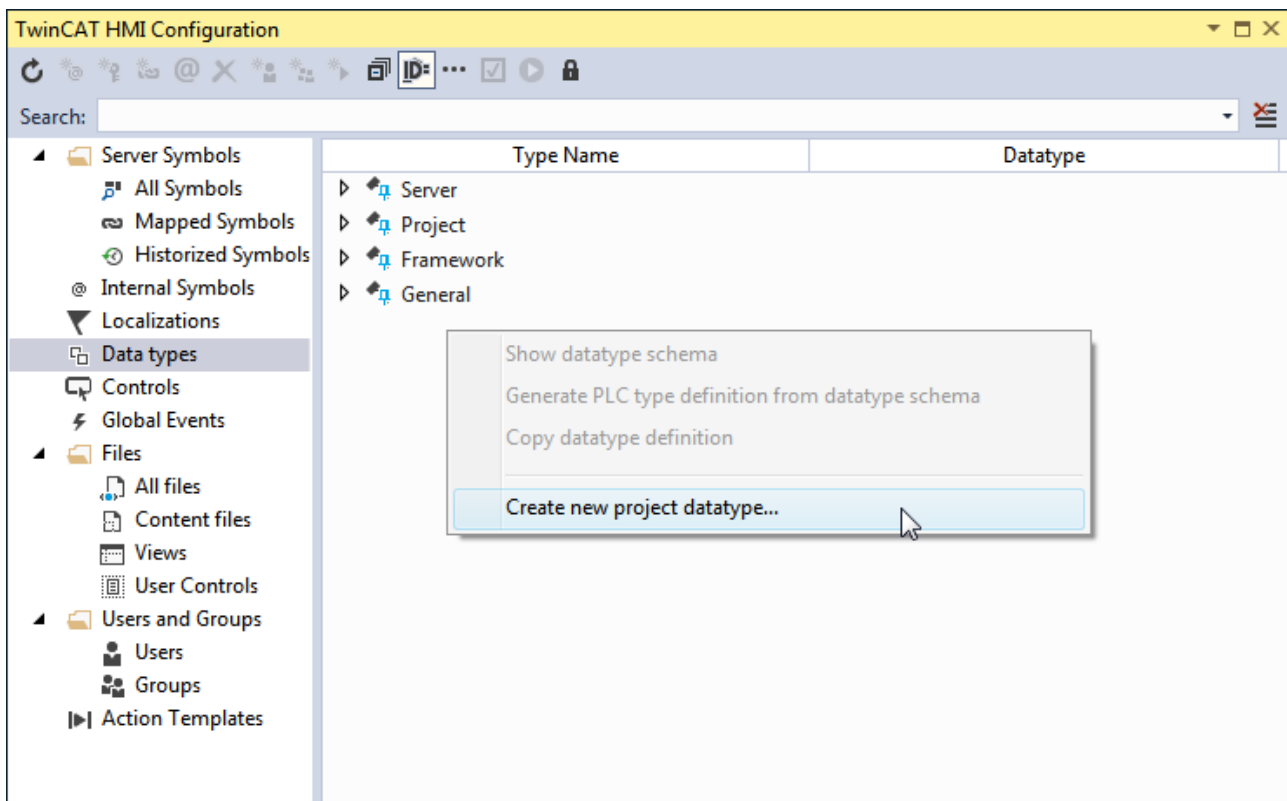 TwinCAT HMI Configuration
ID=
Search:
Server Symbols
All Symbols
Mapped Symbols
Historized Symbols
@ Internal Symbols
Localizations
Data types
Controls
Global Events
Files
All files
Content files
Views
User Controls
Users and Groups
Users
Groups
Action Templates
Type Name Datatype
Server
Project
Framework
General
Show datatype schema
Generate PLC type definition from datatype schema
Copy datatype definition
Create new project datatype...